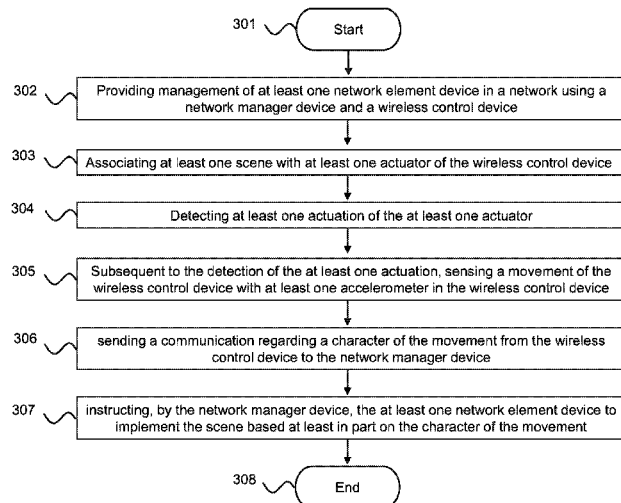 301
Start
302
Providing management of at least one network element device in a network using a
network manager device and a wireless control device
303
Associating at least one scene with at least one actuator of the wireless control device
304
Detecting at least one actuation of the at least one actuator
305
Subsequent to the detection of the at least one actuation, sensing a movement of the
wireless control device with at least one accelerometer in the wireless control device
306
sending a communication regarding a character of the movement from the wireless
control device to the network manager device
307
instructing, by the network manager device, the at least one network element device to
implement the scene based at least in part on the character of the movement
308
End